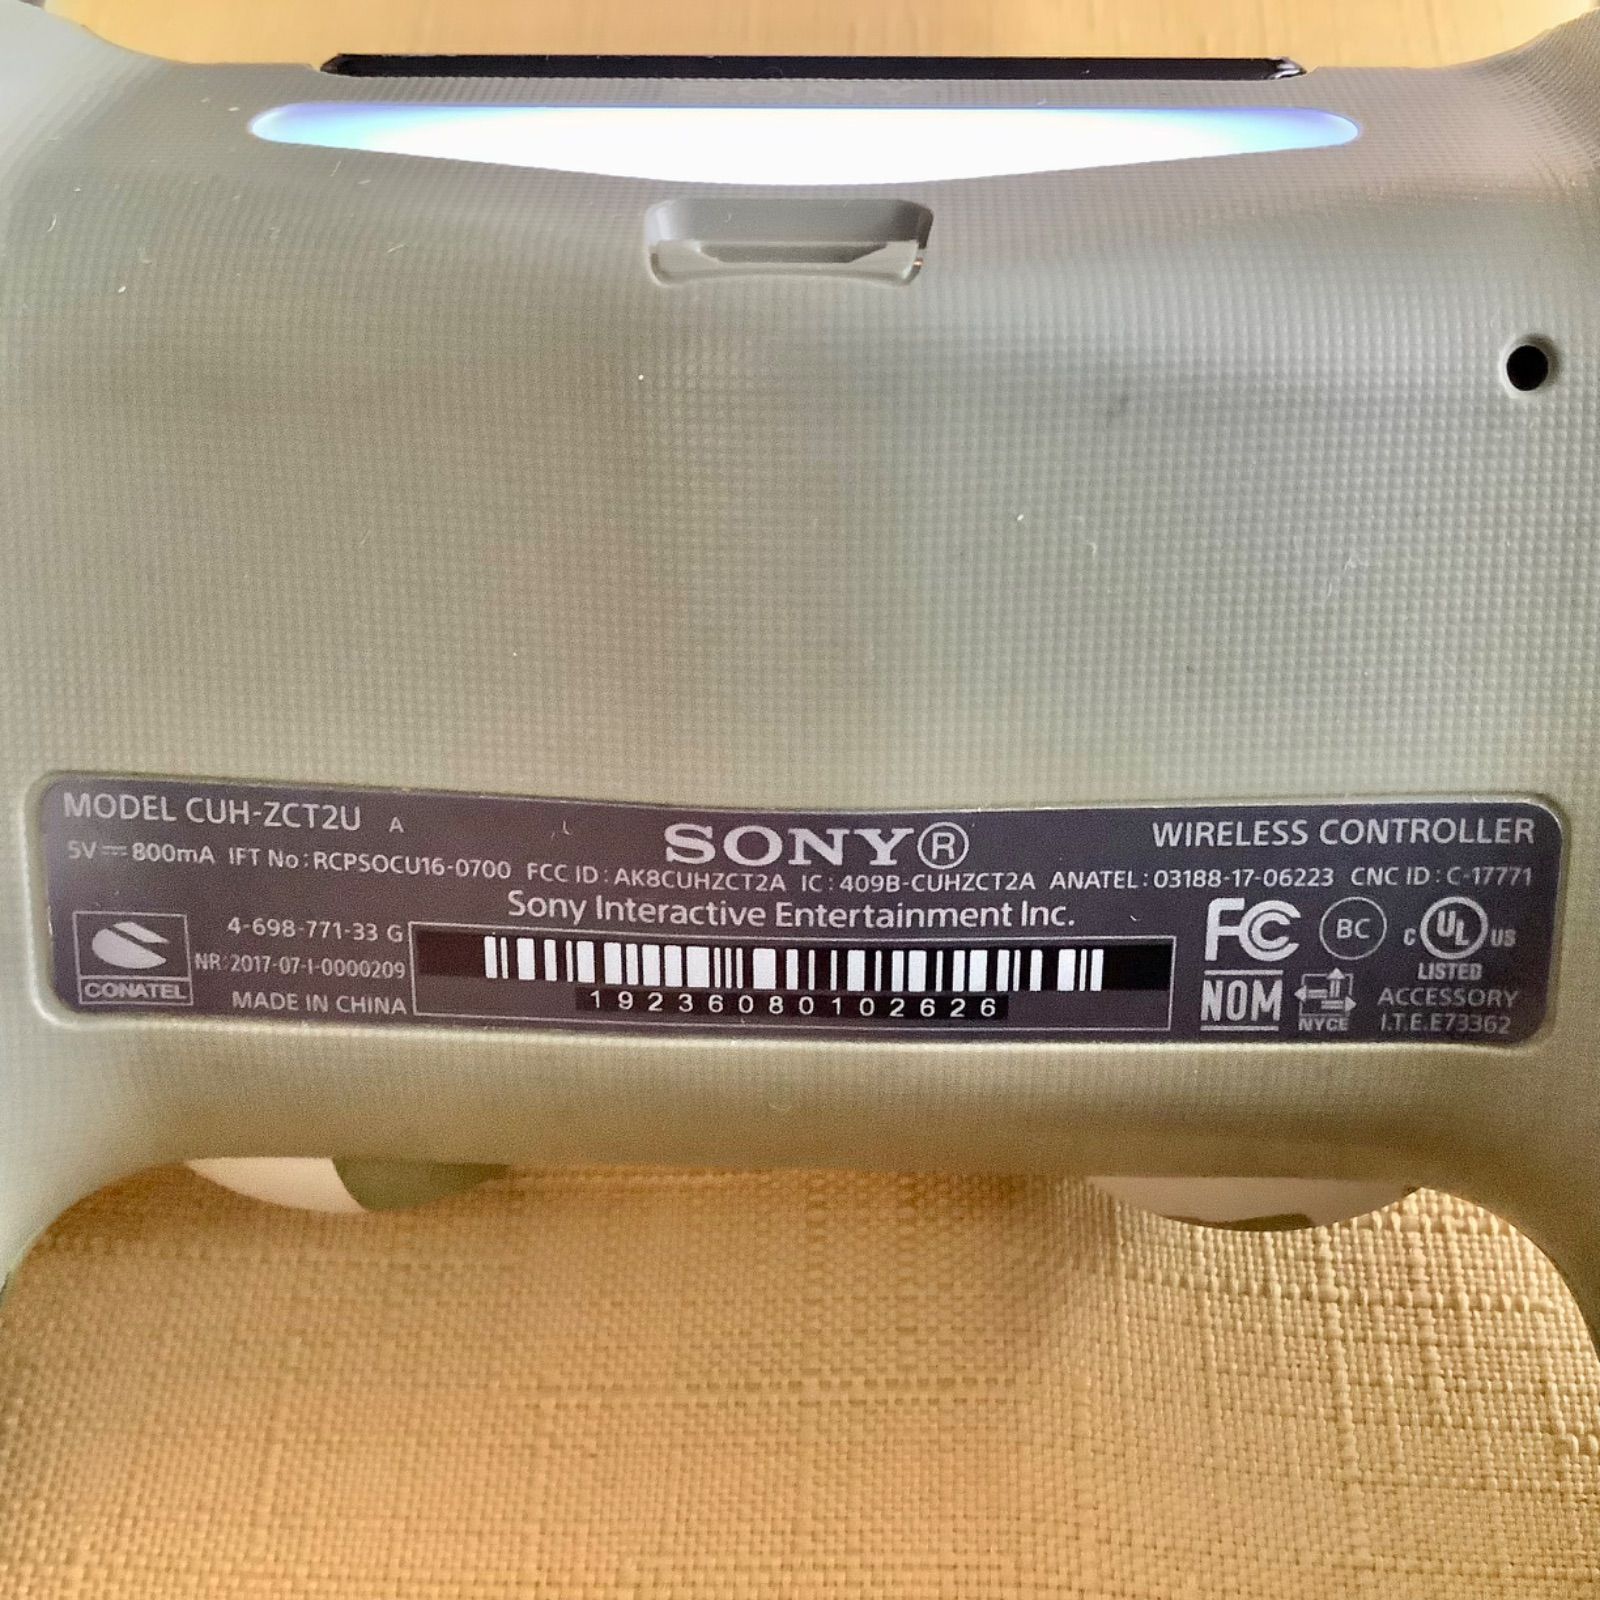 SONY
MODEL CUH-ZCT2U A
SONY®
WIRELESS CONTROLLER
5V⎓800mA IFT No:RCPSOCU16-0700 FCC ID:AK8CUHZCT2A IC:409B-CUHZCT2A ANATEL:03188-17-06223 CNC ID:C-17771
Sony Interactive Entertainment Inc.
CONATEL
4-698-771-33 G
NR:2017-07-I-0000209
MADE IN CHINA
19236080102626
FC
BC
C UL US
LISTED
NOM
NYCE
ACCESSORY
I.T.E.E73362